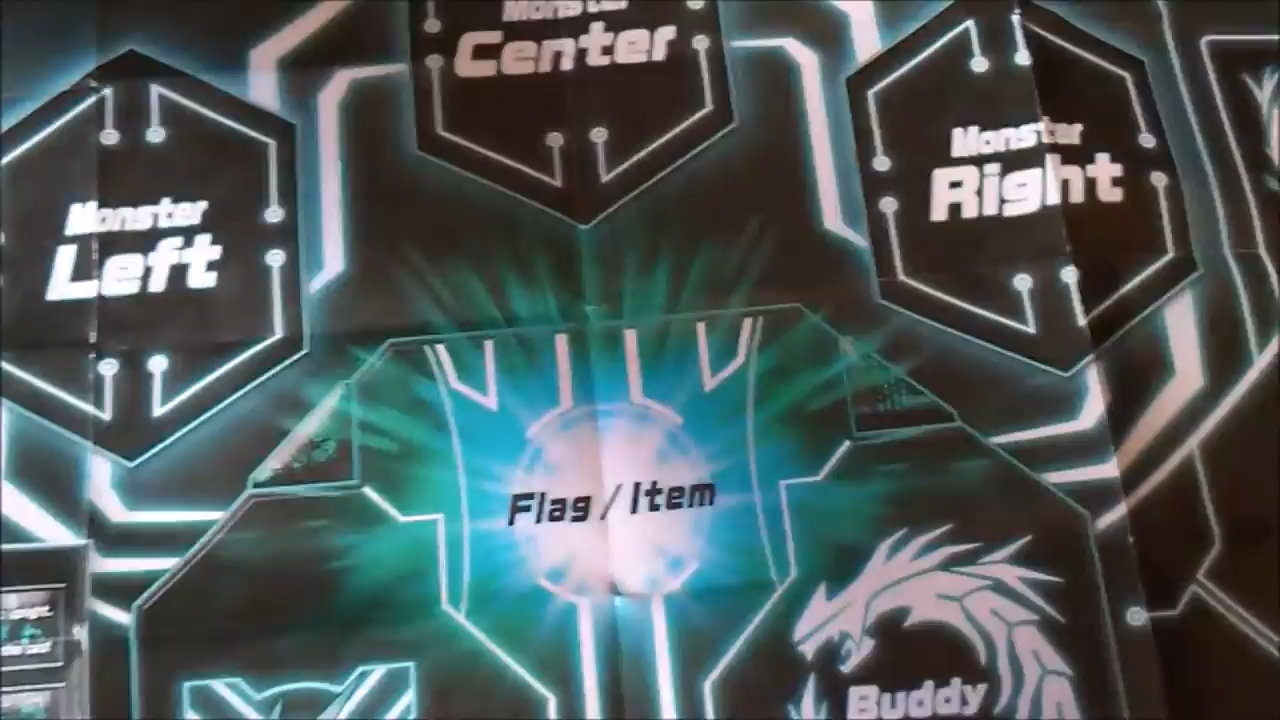 Monster
Center
Monster
Right
Monster
Left
Flag / Item
Buddy